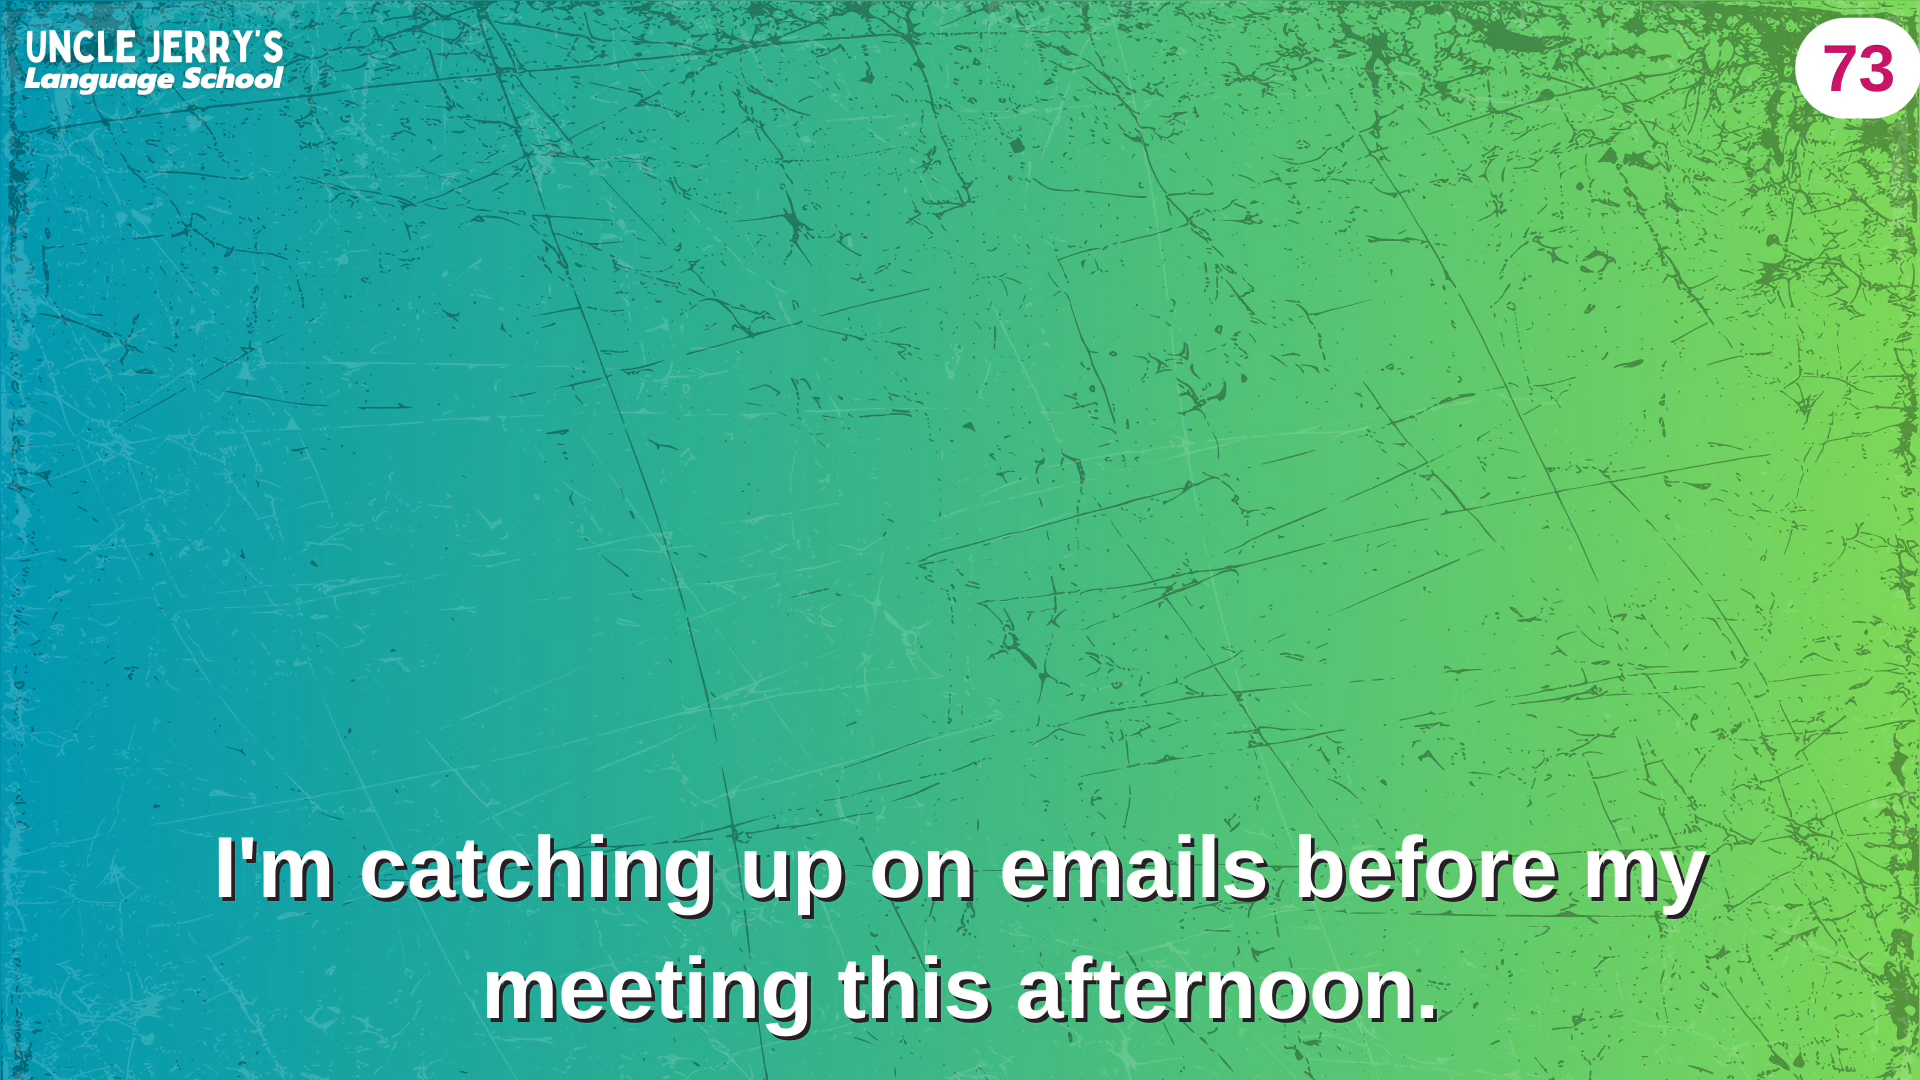 UNCLE JERRY'S
Language School
73
I'm catching up on emails before my
meeting this afternoon.